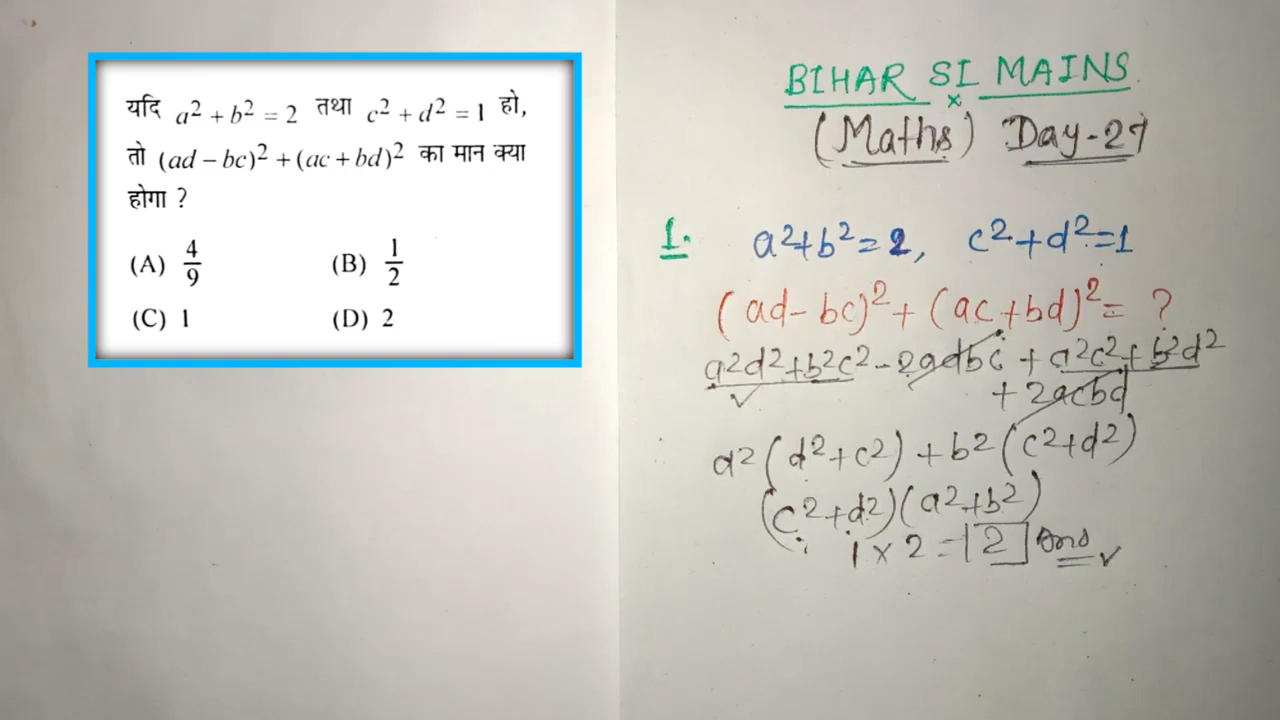 यदि a² + b² = 2 तथा c² + d² = 1 हो,
तो (ad − bc)² + (ac + bd)² का मान क्या
होगा ?
(A) 4/9 (B) 1/2
(C) 1 (D) 2
BIHAR SI MAINS
(Maths) Day-27
1. a²+b²=2, c²+d²=1
(ad-bc)²+(ac+bd)²= ?
a²d²+b²c²-2adbc + a²c²+b²d²
+2acbd
a²(d²+c²)+b²(c²+d²)
(c²+d²)(a²+b²)
1×2=2 Ans